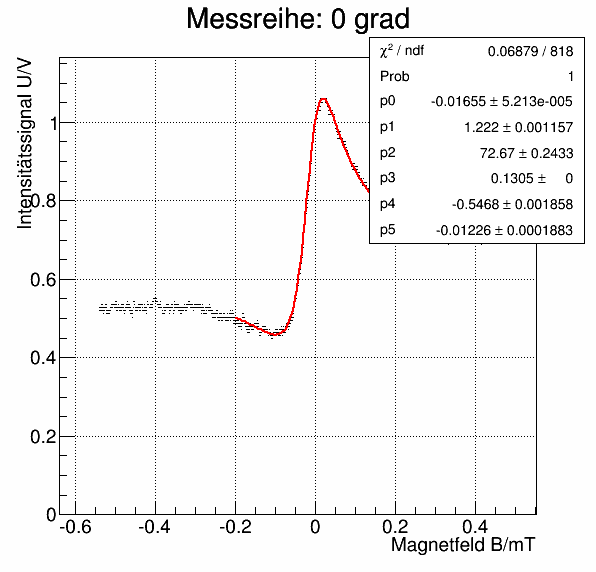 Messreihe: 0 grad
Intensitätssignal U/V
χ² / ndf 0.06879 / 818
Prob 1
p0 -0.01655 ± 5.213e-005
p1 1.222 ± 0.001157
p2 72.67 ± 0.2433
p3 0.1305 ± 0
p4 -0.5468 ± 0.001858
p5 -0.01226 ± 0.0001883
1
0.8
0.6
0.4
0.2
0
-0.6 -0.4 -0.2 0 0.2 0.4
Magnetfeld B/mT